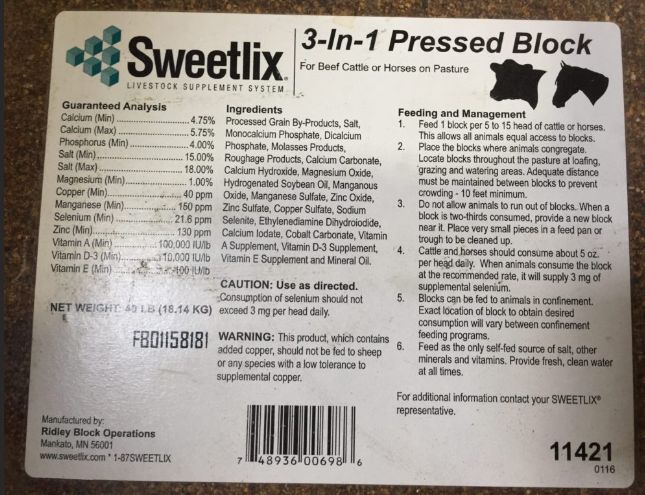 Sweetlix®
LIVESTOCK SUPPLEMENT SYSTEM
3-In-1 Pressed Block
For Beef Cattle or Horses on Pasture
Guaranteed Analysis
Calcium (Min) 4.75%
Calcium (Max) 5.75%
Phosphorus (Min) 4.00%
Salt (Min) 15.00%
Salt (Max) 18.00%
Magnesium (Min) 1.00%
Copper (Min) 40 ppm
Manganese (Min) 150 ppm
Selenium (Min) 21.6 ppm
Zinc (Min) 130 ppm
Vitamin A (Min) 100,000 IU/lb
Vitamin D-3 (Min) 10,000 IU/lb
Vitamin E (Min) 100 IU/lb
NET WEIGHT: 40 LB (18.14 KG)
FB01158181
Ingredients
Processed Grain By-Products, Salt,
Monocalcium Phosphate, Dicalcium
Phosphate, Molasses Products,
Roughage Products, Calcium Carbonate,
Calcium Hydroxide, Magnesium Oxide,
Hydrogenated Soybean Oil, Manganous
Oxide, Manganese Sulfate, Zinc Oxide,
Zinc Sulfate, Copper Sulfate, Sodium
Selenite, Ethylenediamine Dihydroiodide,
Calcium Iodate, Cobalt Carbonate, Vitamin
A Supplement, Vitamin D-3 Supplement,
Vitamin E Supplement and Mineral Oil.
CAUTION: Use as directed.
Consumption of selenium should not
exceed 3 mg per head daily.
WARNING: This product, which contains
added copper, should not be fed to sheep
or any species with a low tolerance to
supplemental copper.
Feeding and Management
1. Feed 1 block per 5 to 15 head of cattle or horses.
This allows all animals equal access to blocks.
2. Place the blocks where animals congregate.
Locate blocks throughout the pasture at loafing,
grazing and watering areas. Adequate distance
must be maintained between blocks to prevent
crowding - 10 feet minimum.
3. Do not allow animals to run out of blocks. When a
block is two-thirds consumed, provide a new block
near it. Place very small pieces in a feed pan or
trough to be cleaned up.
4. Cattle and horses should consume about 5 oz.
per head daily. When animals consume the block
at the recommended rate, it will supply 3 mg of
supplemental selenium.
5. Blocks can be fed to animals in confinement.
Exact location of block to obtain desired
consumption will vary between confinement
feeding programs.
6. Feed as the only self-fed source of salt, other
minerals and vitamins. Provide fresh, clean water
at all times.
For additional information contact your SWEETLIX®
representative.
Manufactured by:
Ridley Block Operations
Mankato, MN 56001
www.sweetlix.com * 1-87SWEETLIX
7 48936 00698 6
11421
0116